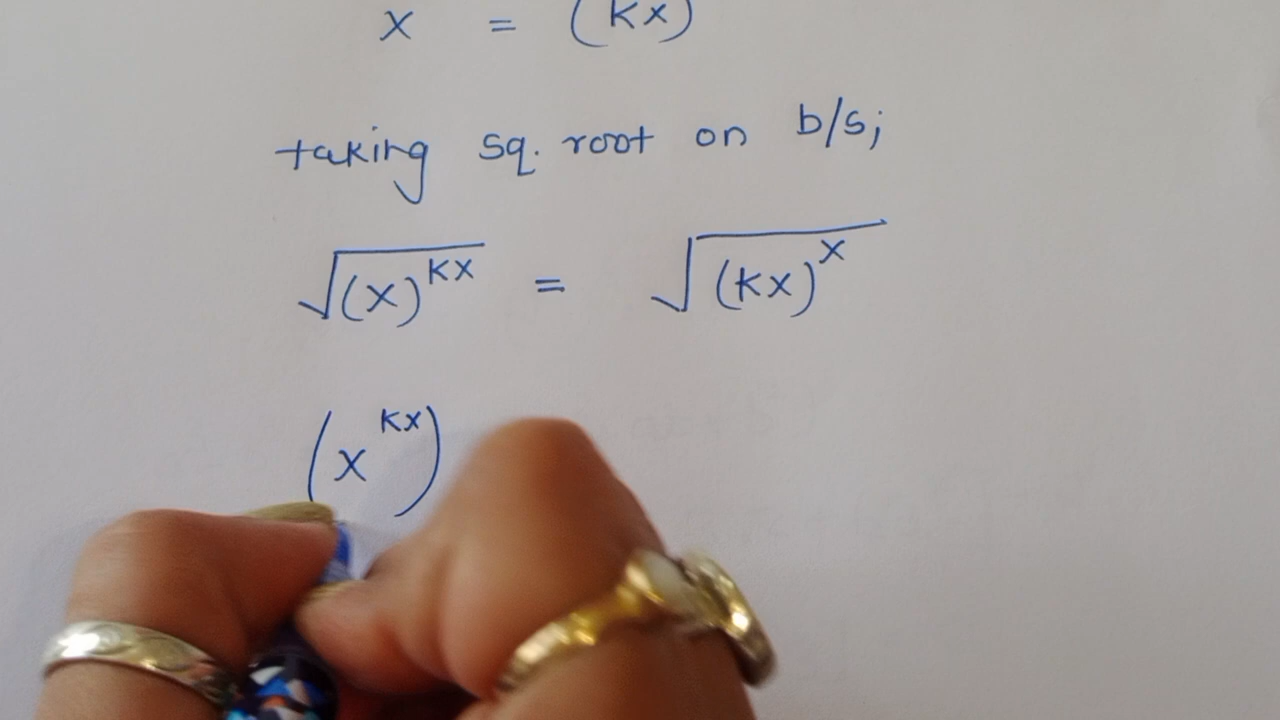 x = (kx)
taking sq. root on b/s;
√(x)^kx = √(kx)^x
(x^kx)